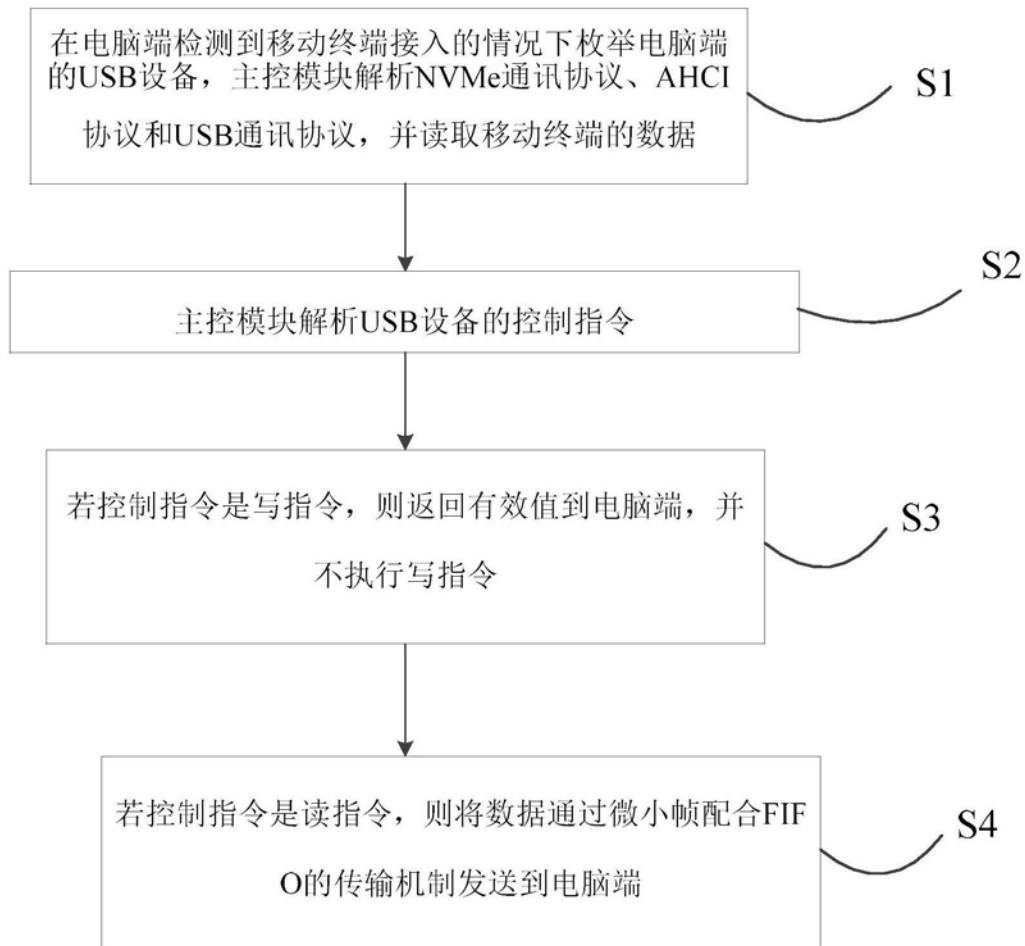 在电脑端检测到移动终端接入的情况下枚举电脑端
的USB设备，主控模块解析NVMe通讯协议、AHCI
协议和USB通讯协议，并读取移动终端的数据
S1
主控模块解析USB设备的控制指令
S2
若控制指令是写指令，则返回有效值到电脑端，并
不执行写指令
S3
若控制指令是读指令，则将数据通过微小帧配合FIF
O的传输机制发送到电脑端
S4